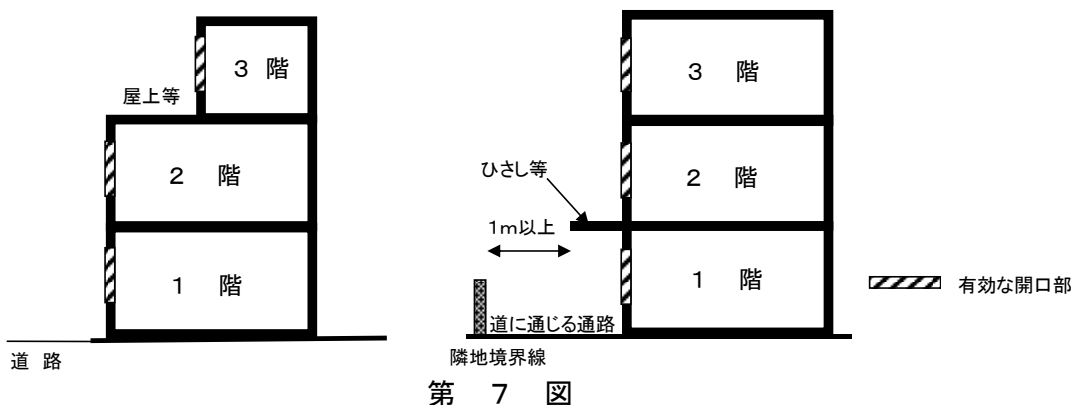 3 階
屋上等
2 階
1 階
道 路
3 階
ひさし等
2 階
1m以上
1 階
道に通じる通路
隣地境界線
有効な開口部
第 7 図